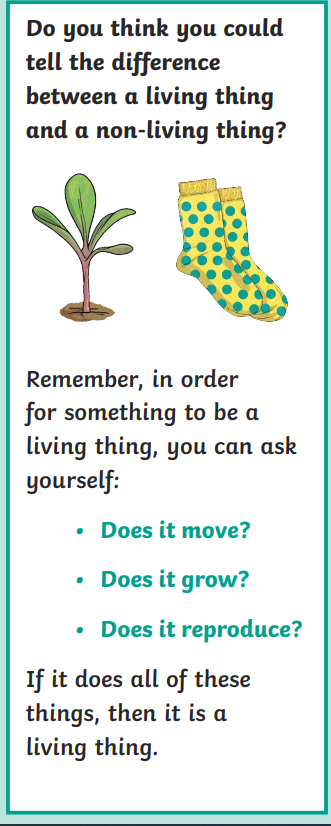 Do you think you could
tell the difference
between a living thing
and a non-living thing?
Remember, in order
for something to be a
living thing, you can ask
yourself:
• Does it move?
• Does it grow?
• Does it reproduce?
If it does all of these
things, then it is a
living thing.